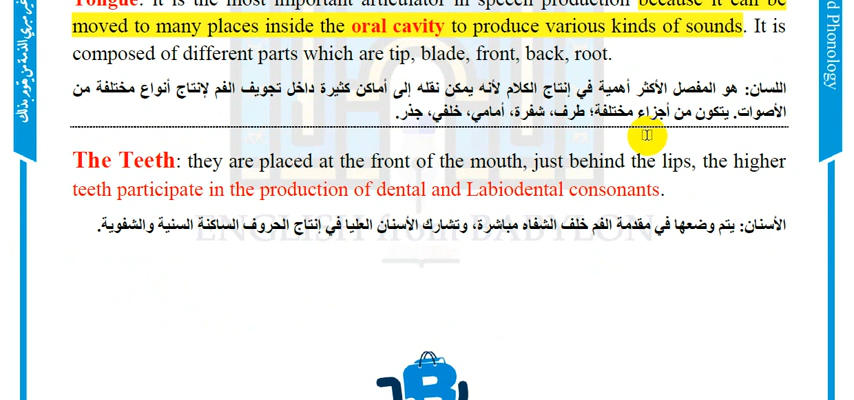 Tongue: It is the most important articulator in speech production because it can be
moved to many places inside the oral cavity to produce various kinds of sounds. It is
composed of different parts which are tip, blade, front, back, root.
اللسان: هو المفصل الأكثر أهمية في إنتاج الكلام لأنه يمكن نقله إلى أماكن كثيرة داخل تجويف الفم لإنتاج أنواع مختلفة من
الأصوات. يتكون من أجزاء مختلفة؛ طرف، شفرة، أمامي، خلفي، جذر.
The Teeth: they are placed at the front of the mouth, just behind the lips, the higher
teeth participate in the production of dental and Labiodental consonants.
الأسنان: يتم وضعها في مقدمة الفم خلف الشفاه مباشرة، وتشارك الأسنان العليا في إنتاج الحروف الساكنة السنية والشفوية.
ENGLISH from BABYLON
d Phonology